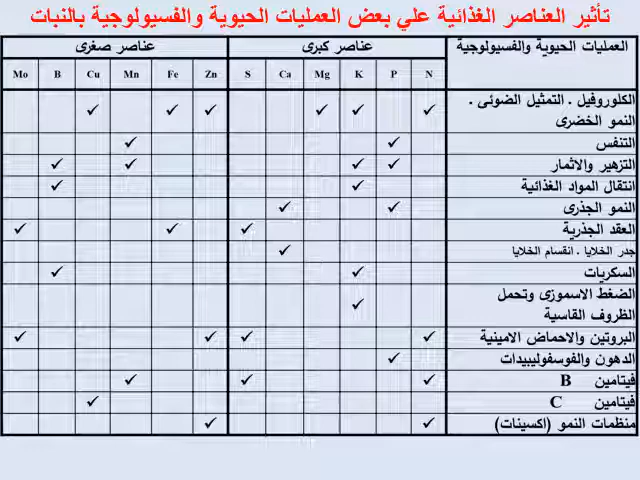 تأثير العناصر الغذائية علي بعض العمليات الحيوية والفسيولوجية بالنبات
العمليات الحيوية والفسيولوجية عناصر كبرى عناصر صغرى
N P K Mg Ca S Zn Fe Mn Cu B Mo
الكلوروفيل . التمثيل الضوئى . ✓ ✓ ✓ ✓ ✓ ✓
النمو الخضرى
التنفس ✓ ✓
التزهير والاثمار ✓ ✓ ✓ ✓
انتقال المواد الغذائية ✓ ✓
النمو الجذرى ✓ ✓
العقد الجذرية ✓ ✓ ✓
جدر الخلايا . انقسام الخلايا ✓
السكريات ✓ ✓
الضغط الاسموزى وتحمل ✓
الظروف القاسية
البروتين والاحماض الامينية ✓ ✓ ✓ ✓
الدهون والفوسفوليبيدات ✓
فيتامين B ✓ ✓ ✓
فيتامين C ✓
منظمات النمو (اكسينات) ✓ ✓